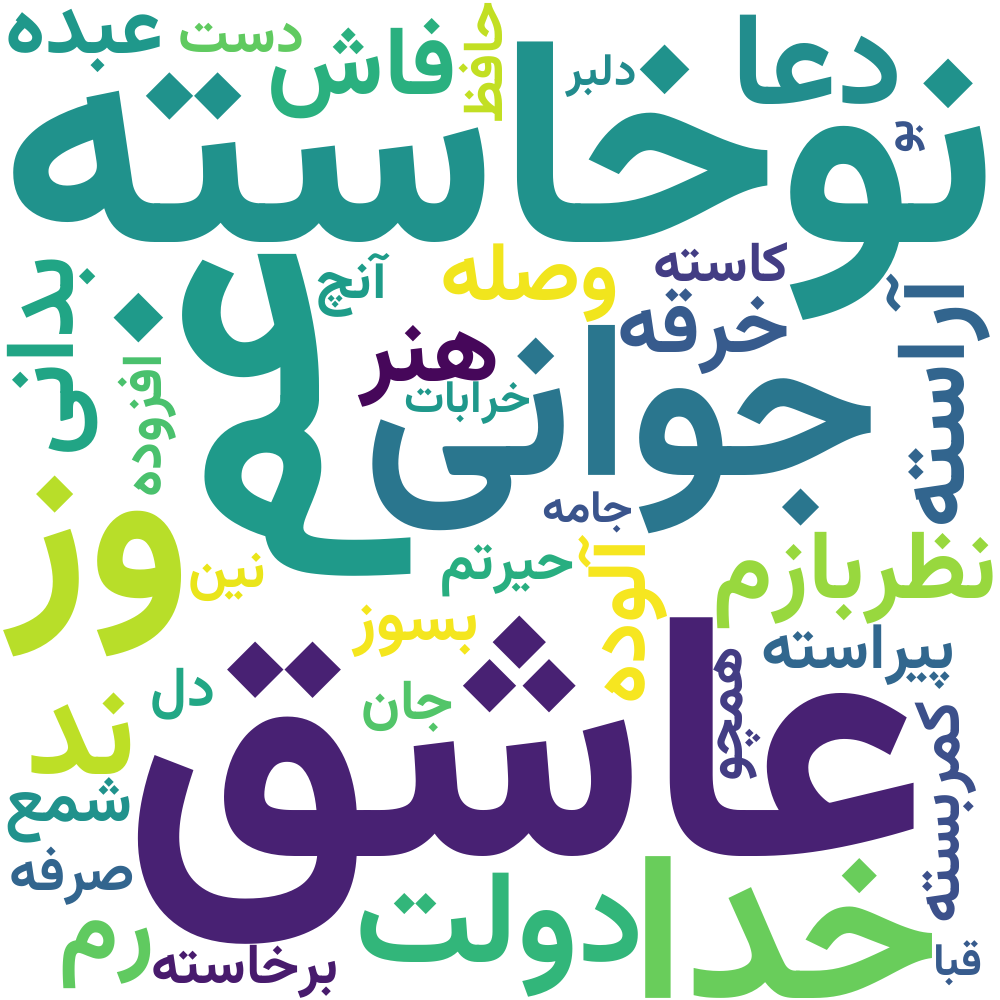 عبده
دست
فاش
حافظ
دلبر
دعا
نوخاسته
بو
بدانی
غم
آنچ
وصله
کاسته
خرقه
آراسته
افزوده
هنر
خرابات
جوانی
جامه
وز
نین
حیرتم
آلوده
نظربازم
بسوز
پیراسته
همچو
دل
جان
ند
عاشق
کمربسته
شمع
صرفه
رم
دولت
خدا
برخاسته
قبا